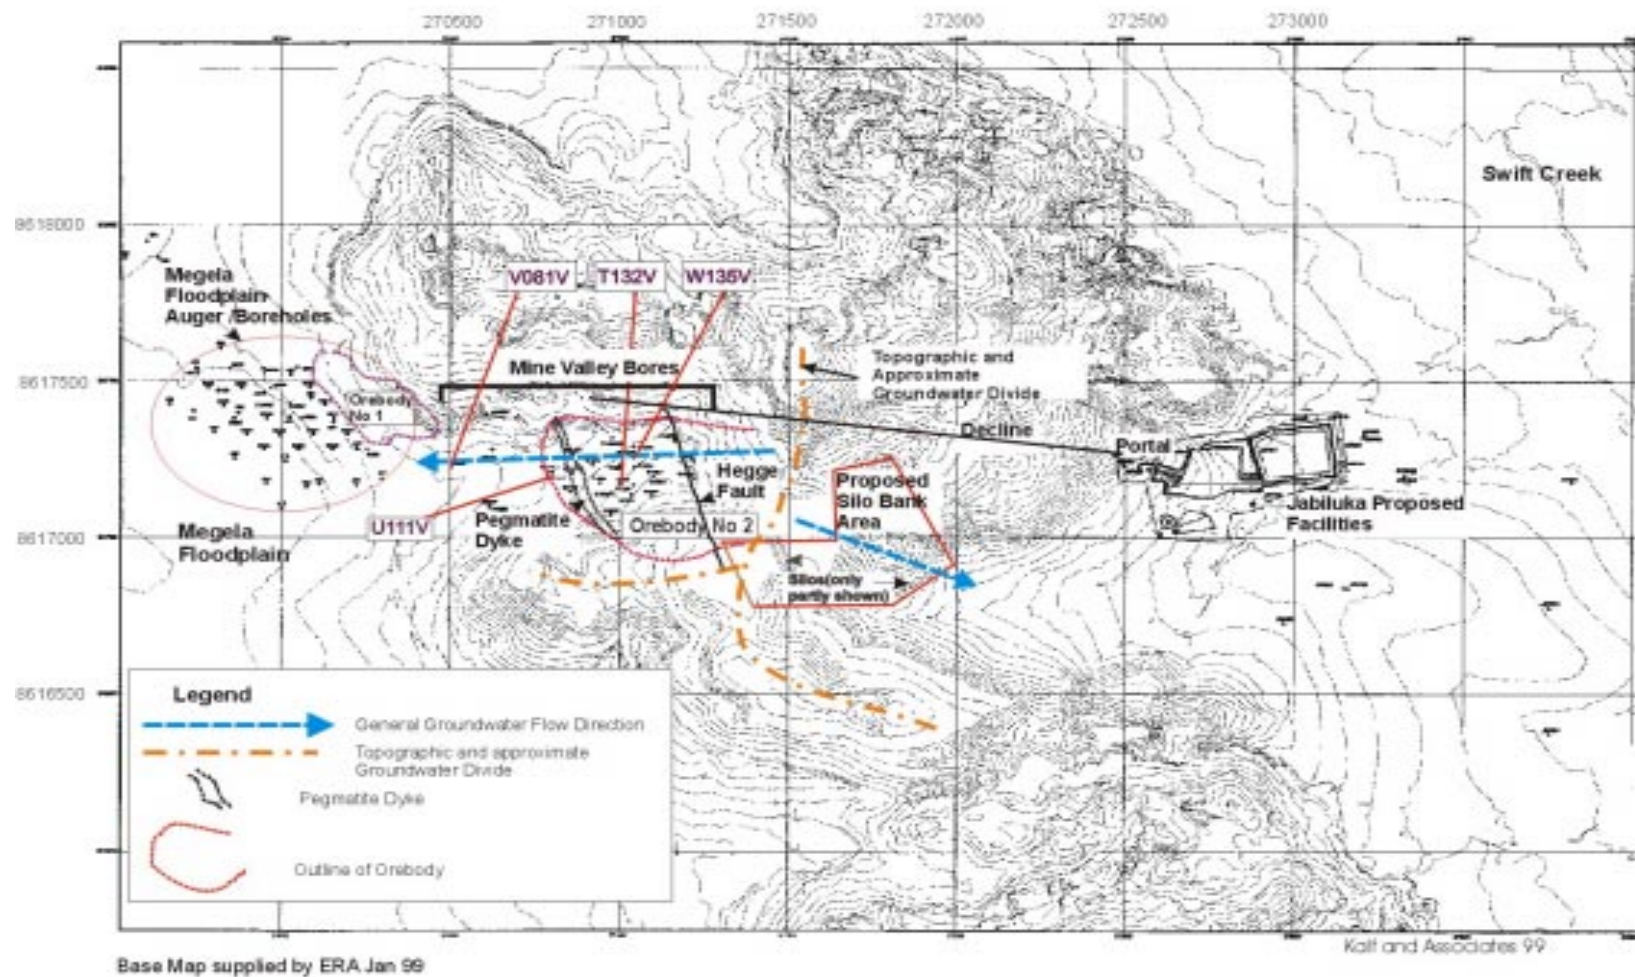 270500
271000
271500
272000
272500
273000
Swift Creek
8618000
Megela
Floodplain
Auger /Boreholes
V081V
T132V
W135V
Mine Valley Bores
Topographic and
Approximate
Groundwater Divide
8617500
Orebody
No 1
Decline
Portal
Hegge
Fault
Proposed
Silo Bank
Area
Jabiluka Proposed
Facilities
U111V
Pegmatite
Dyke
Orebody No 2
Megela
Floodplain
8617000
Silos(only
partly shown)
8616500
Legend
General Groundwater Flow Direction
Topographic and approximate
Groundwater Divide
Pegmatite Dyke
Outline of Orebody
Kalf and Associates 99
Base Map supplied by ERA Jan 99